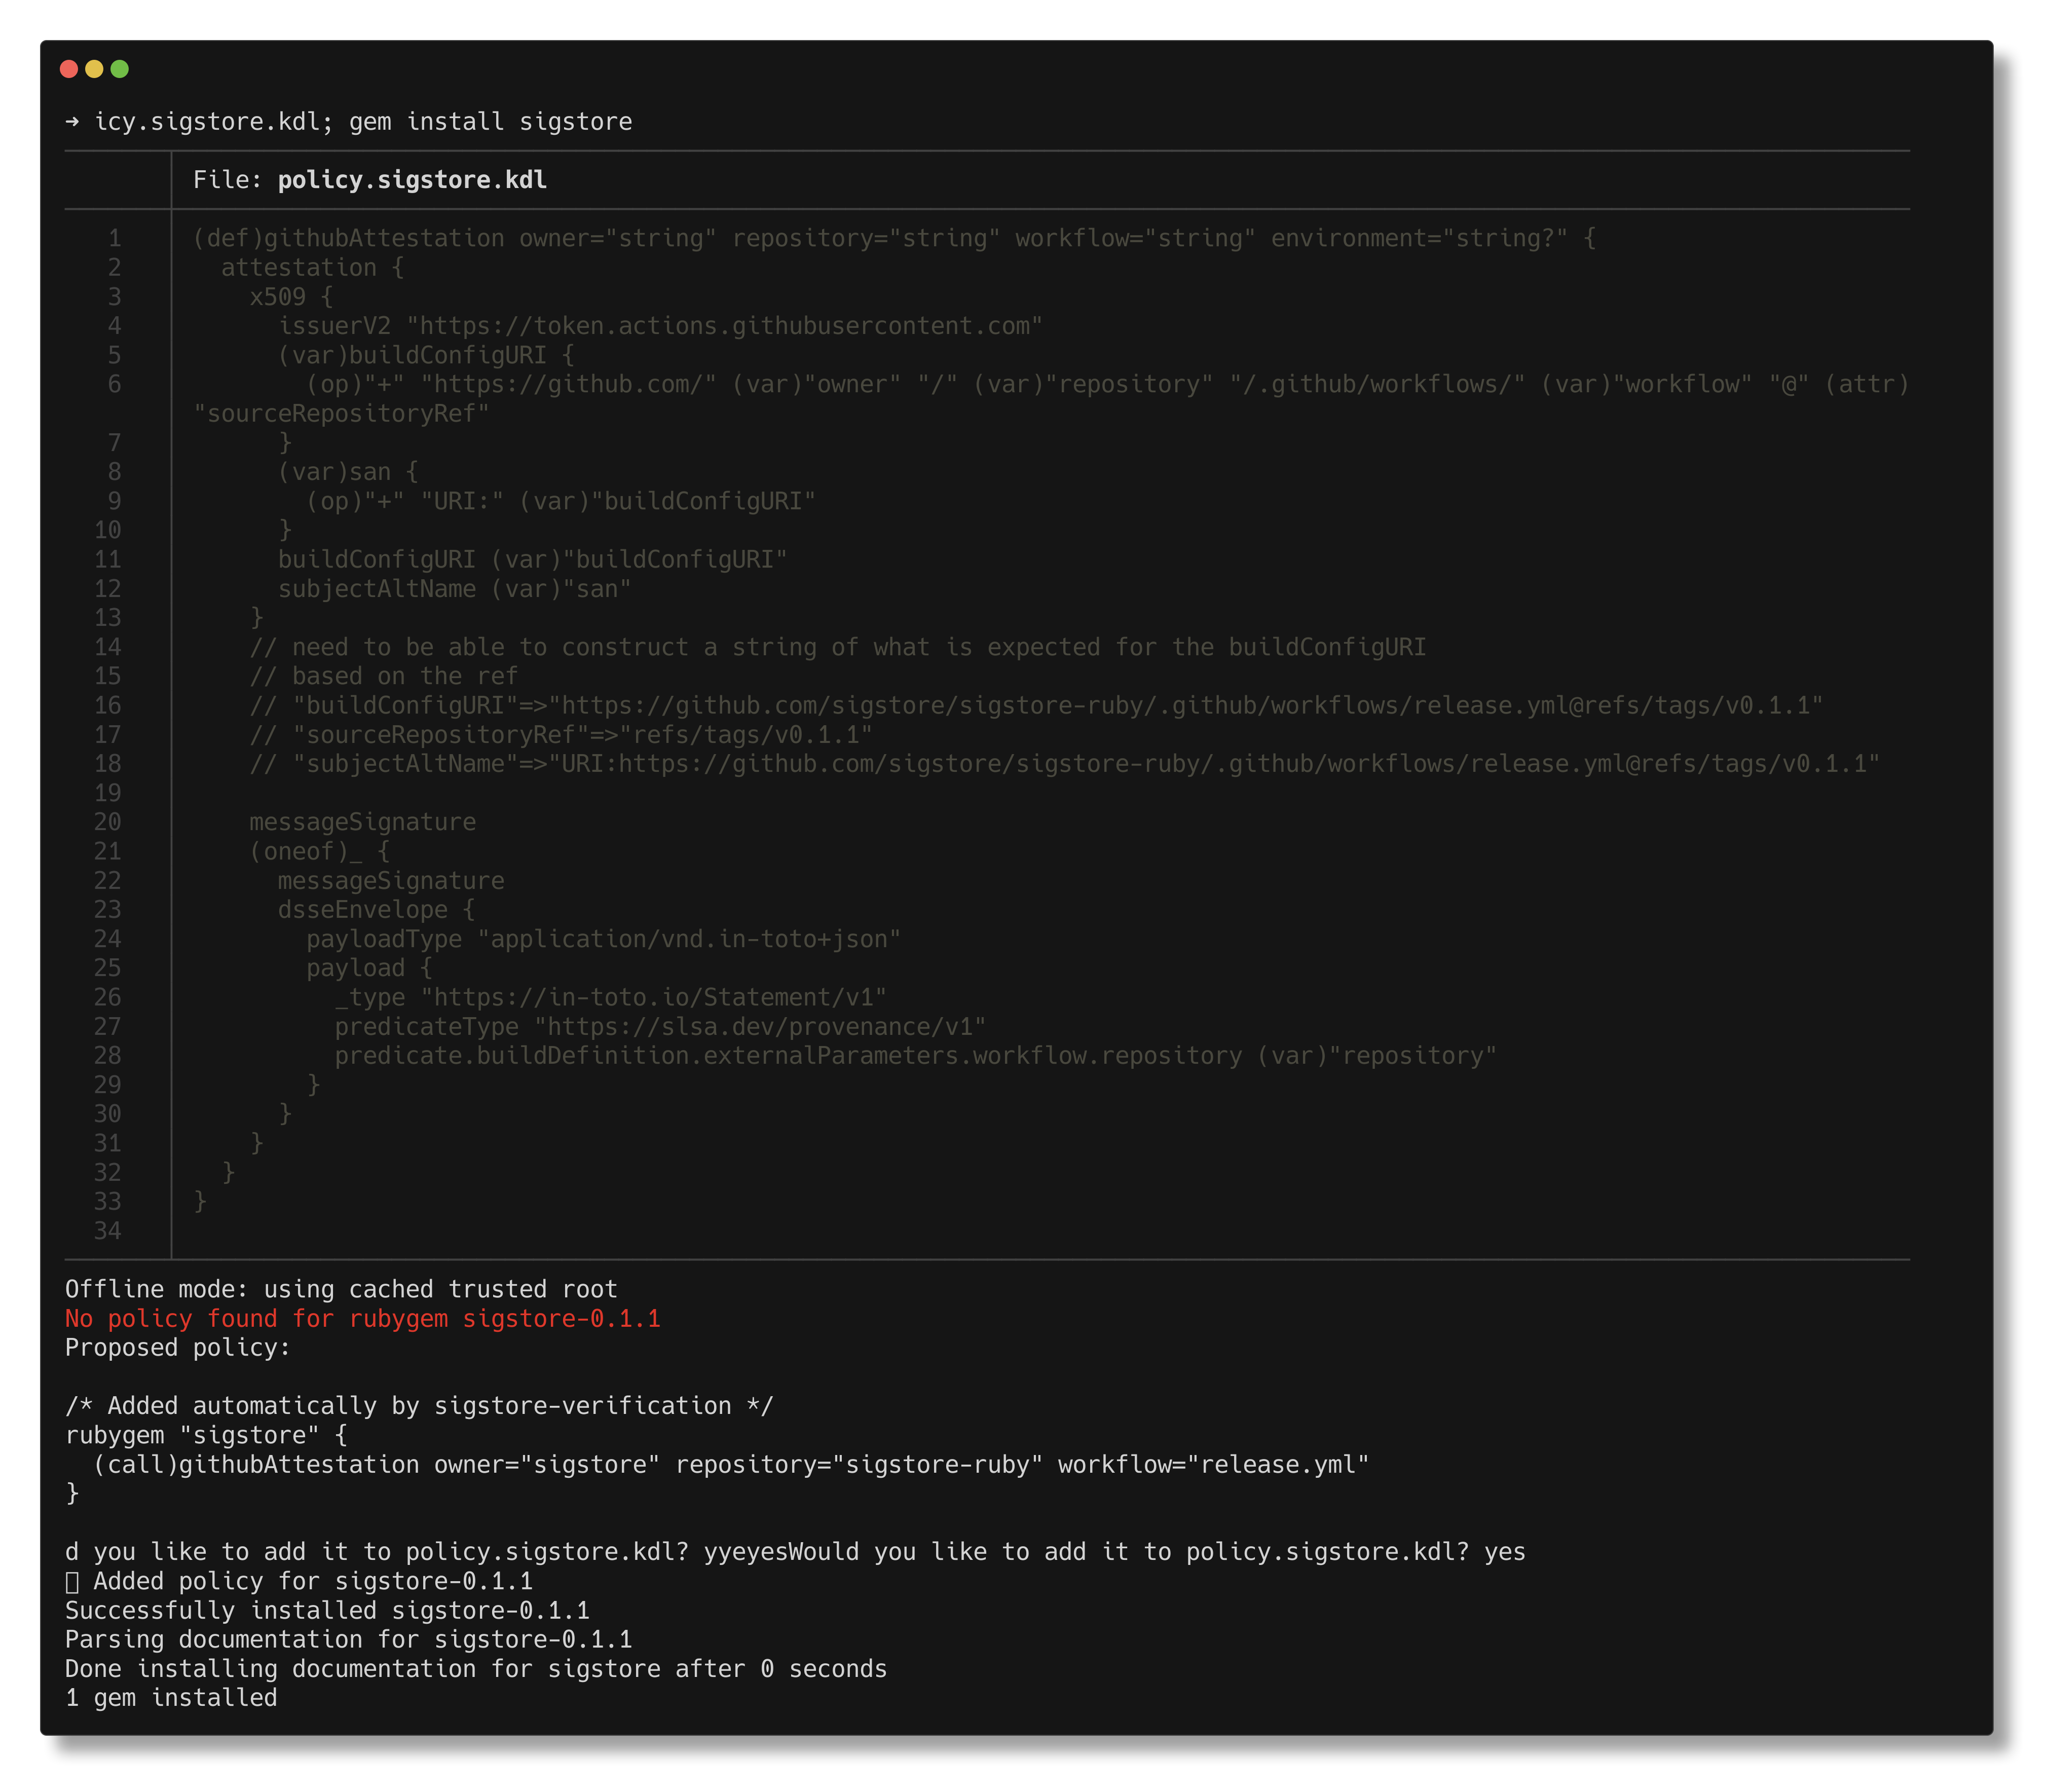 ➜ icy.sigstore.kdl; gem install sigstore
File: policy.sigstore.kdl
1 (def)githubAttestation owner="string" repository="string" workflow="string" environment="string?" {
2   attestation {
3     x509 {
4       issuerV2 "https://token.actions.githubusercontent.com"
5       (var)buildConfigURI {
6         (op)"+" "https://github.com/" (var)"owner" "/" (var)"repository" "/.github/workflows/" (var)"workflow" "@" (attr)
"sourceRepositoryRef"
7       }
8       (var)san {
9         (op)"+" "URI:" (var)"buildConfigURI"
10       }
11       buildConfigURI (var)"buildConfigURI"
12       subjectAltName (var)"san"
13     }
14     // need to be able to construct a string of what is expected for the buildConfigURI
15     // based on the ref
16     // "buildConfigURI"=>"https://github.com/sigstore/sigstore-ruby/.github/workflows/release.yml@refs/tags/v0.1.1"
17     // "sourceRepositoryRef"=>"refs/tags/v0.1.1"
18     // "subjectAltName"=>"URI:https://github.com/sigstore/sigstore-ruby/.github/workflows/release.yml@refs/tags/v0.1.1"
19
20     messageSignature
21     (oneof)_ {
22       messageSignature
23       dsseEnvelope {
24         payloadType "application/vnd.in-toto+json"
25         payload {
26           _type "https://in-toto.io/Statement/v1"
27           predicateType "https://slsa.dev/provenance/v1"
28           predicate.buildDefinition.externalParameters.workflow.repository (var)"repository"
29         }
30       }
31     }
32   }
33 }
34
Offline mode: using cached trusted root
No policy found for rubygem sigstore-0.1.1
Proposed policy:
/* Added automatically by sigstore-verification */
rubygem "sigstore" {
  (call)githubAttestation owner="sigstore" repository="sigstore-ruby" workflow="release.yml"
}
d you like to add it to policy.sigstore.kdl? yyeyesWould you like to add it to policy.sigstore.kdl? yes
▯ Added policy for sigstore-0.1.1
Successfully installed sigstore-0.1.1
Parsing documentation for sigstore-0.1.1
Done installing documentation for sigstore after 0 seconds
1 gem installed